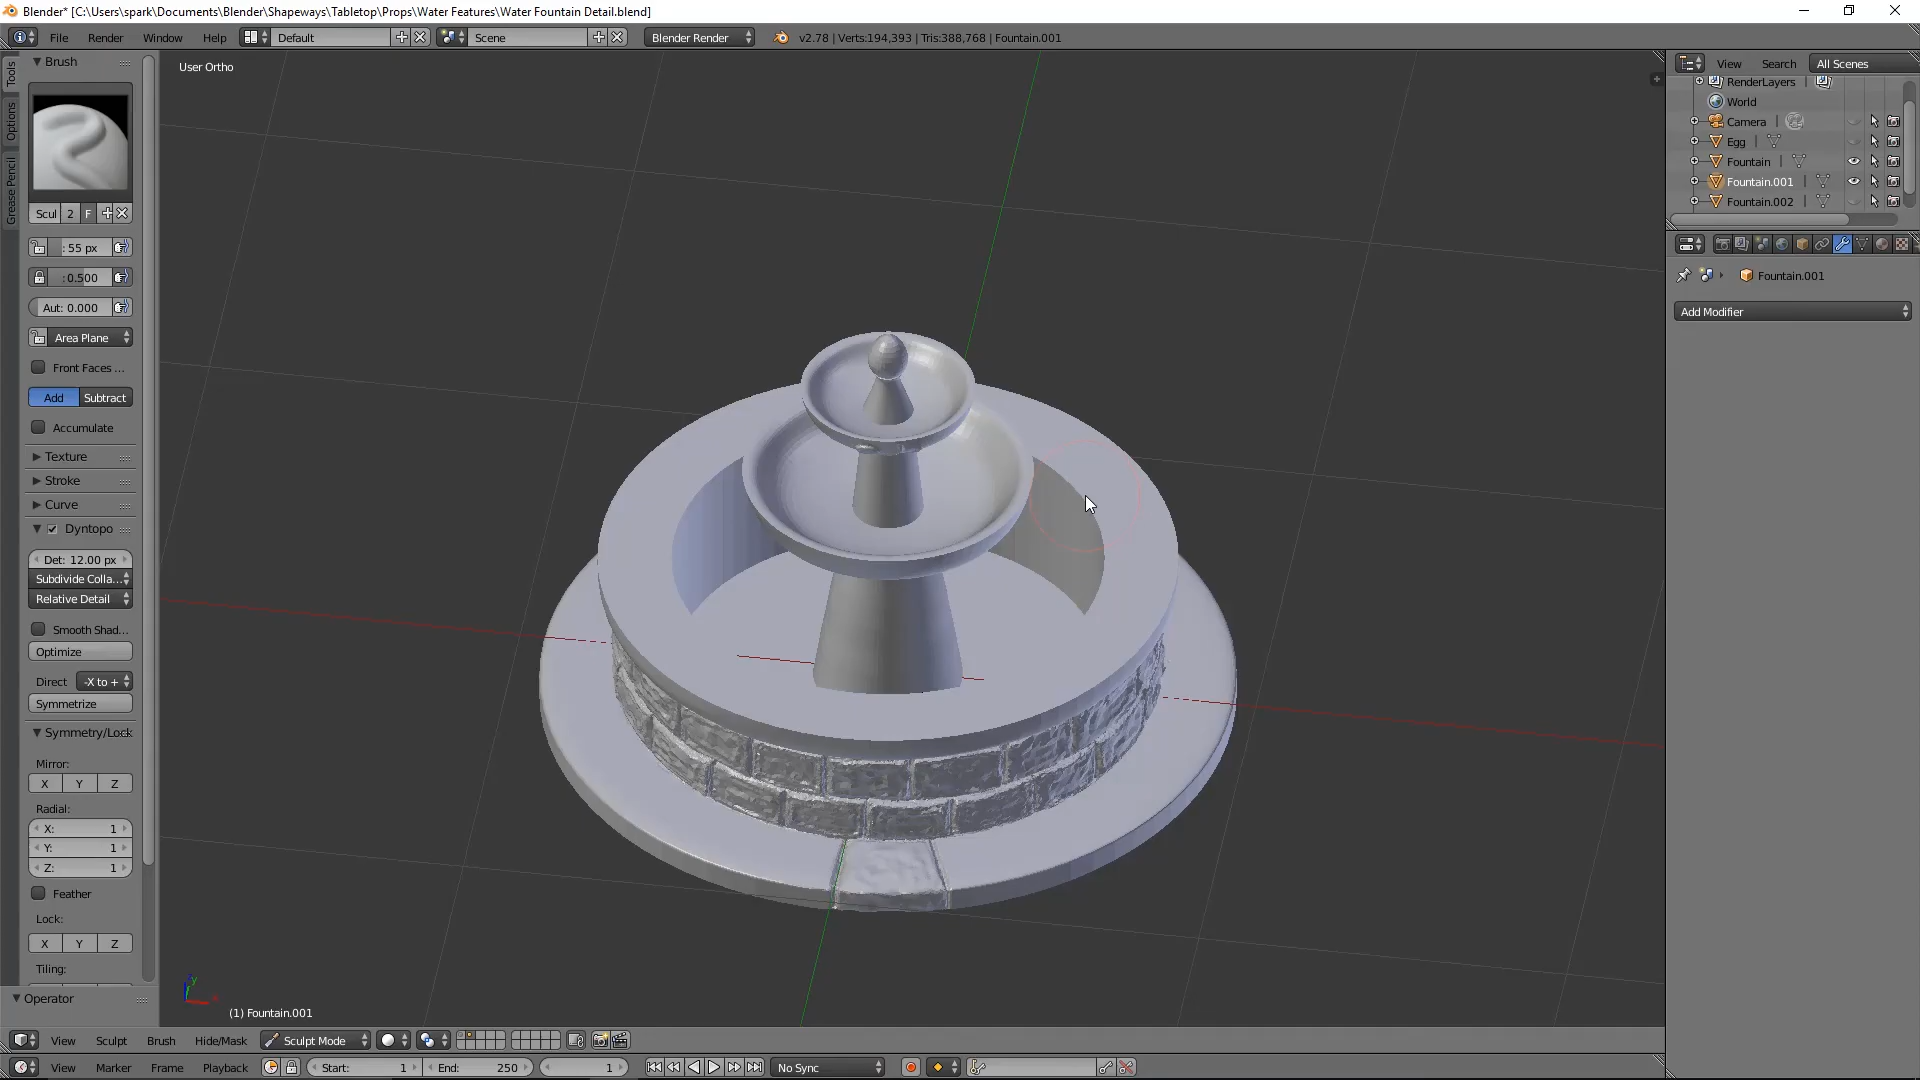 Blender* [C:\Users\spark\Documents\Blender\Shapeways\Tabletop\Props\Water Features\Water Fountain Detail.blend]
File Render Window Help Default Scene Blender Render v2.78 | Verts:194,393 | Tris:388,768 | Fountain.001
Tools
Options
Grease Pencil
Brush
Scul 2 F
: 55 px
: 0.500
Aut: 0.000
Area Plane
Front Faces ...
Add Subtract
Accumulate
Texture
Stroke
Curve
Dyntopo
Det: 12.00 px
Subdivide Colla...
Relative Detail
Smooth Shad...
Optimize
Direct -X to +
Symmetrize
Symmetry/Lock
Mirror:
X Y Z
Radial:
X: 1
Y: 1
Z: 1
Feather
Lock:
X Y Z
Tiling:
Operator
User Ortho
(1) Fountain.001
View Search All Scenes
RenderLayers |
World
Camera |
Egg |
Fountain |
Fountain.001 |
Fountain.002 |
Fountain.001
Add Modifier
View Sculpt Brush Hide/Mask Sculpt Mode
View Marker Frame Playback Start: 1 End: 250 1 No Sync